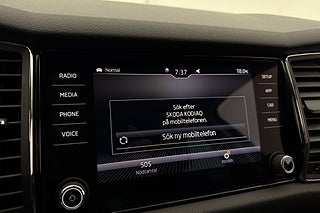 RADIO
MEDIA
PHONE
VOICE
Normal
7:37
18.04
SETUP
APP
CAR
MENU
Sök efter
SKODA KODIAQ
på mobiltelefonen.
Sök ny mobiltelefon
SOS
Nödsamtal